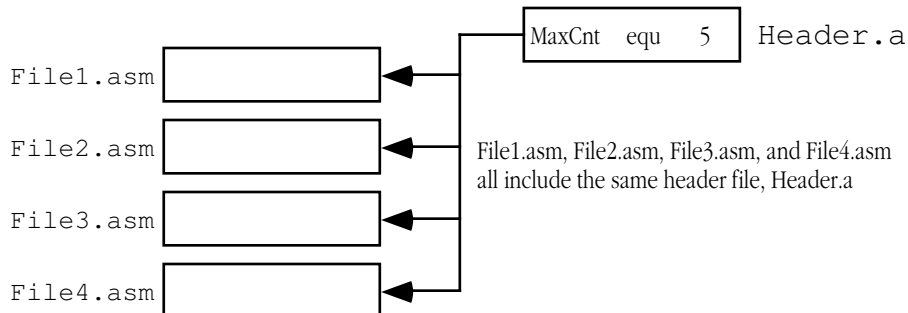 MaxCnt equ 5 Header.a
File1.asm
File2.asm
File1.asm, File2.asm, File3.asm, and File4.asm
all include the same header file, Header.a
File3.asm
File4.asm